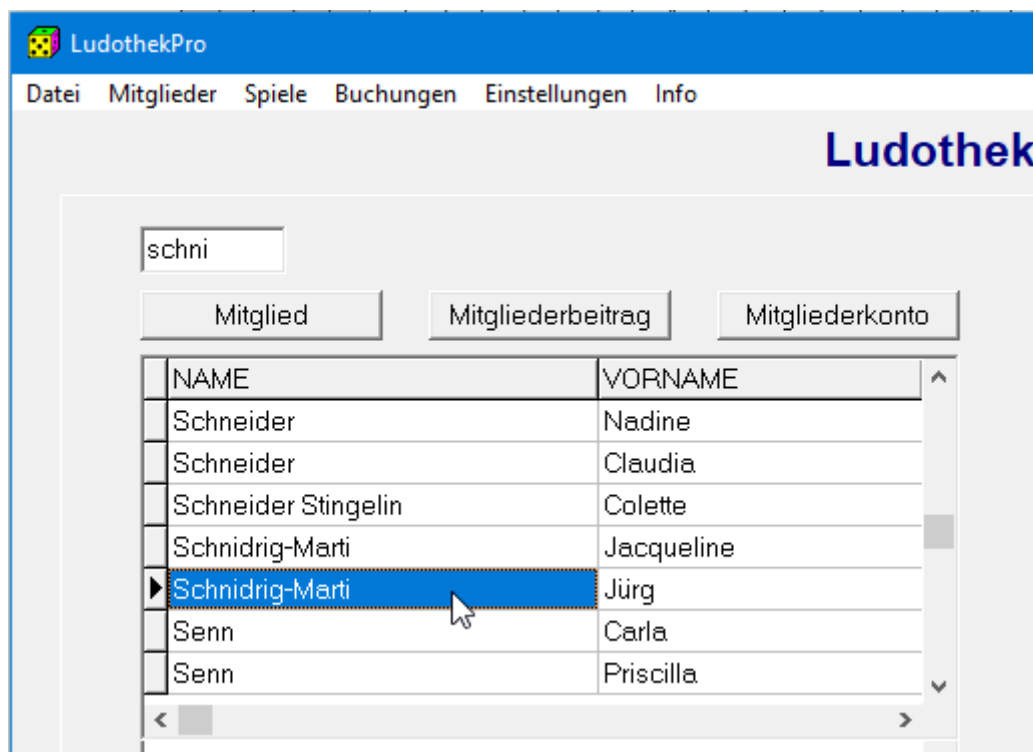 LudothekPro
Datei Mitglieder Spiele Buchungen Einstellungen Info
Ludothek
schni
Mitglied Mitgliederbeitrag Mitgliederkonto
NAME VORNAME
Schneider Nadine
Schneider Claudia
Schneider Stingelin Colette
Schnidrig-Marti Jacqueline
Schnidrig-Marti Jürg
Senn Carla
Senn Priscilla